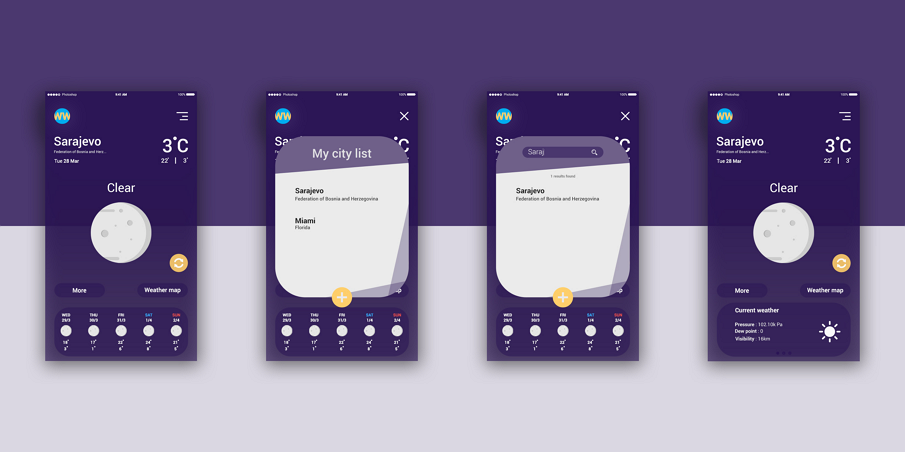 Photoshop 9:41 AM 100%
WW
Sarajevo
Federation of Bosnia and Herz...
Tue 28 Mar
3°C
22° | 3°
Clear
More
Weather map
WED THU FRI SAT SUN
29/3 30/3 31/3 1/4 2/4
18° 17° 22° 24° 21°
3° 1° 6° 8° 5°
Photoshop 9:41 AM 100%
WW
My city list
Sarajevo
Federation of Bosnia and Herzegovina
Miami
Florida
+
WED THU FRI SAT SUN
29/3 30/3 31/3 1/4 2/4
18° 17° 22° 24° 21°
3° 1° 6° 8° 5°
Photoshop 9:41 AM 100%
WW
Saraj
1 results found
Sarajevo
Federation of Bosnia and Herzegovina
+
WED THU FRI SAT SUN
29/3 30/3 31/3 1/4 2/4
18° 17° 22° 24° 21°
3° 1° 6° 8° 5°
Photoshop 9:41 AM 100%
WW
Sarajevo
Federation of Bosnia and Herz...
Tue 28 Mar
3°C
22° | 3°
Clear
More
Weather map
Current weather
Pressure : 102.10k Pa
Dew point : 0
Visibility : 16km